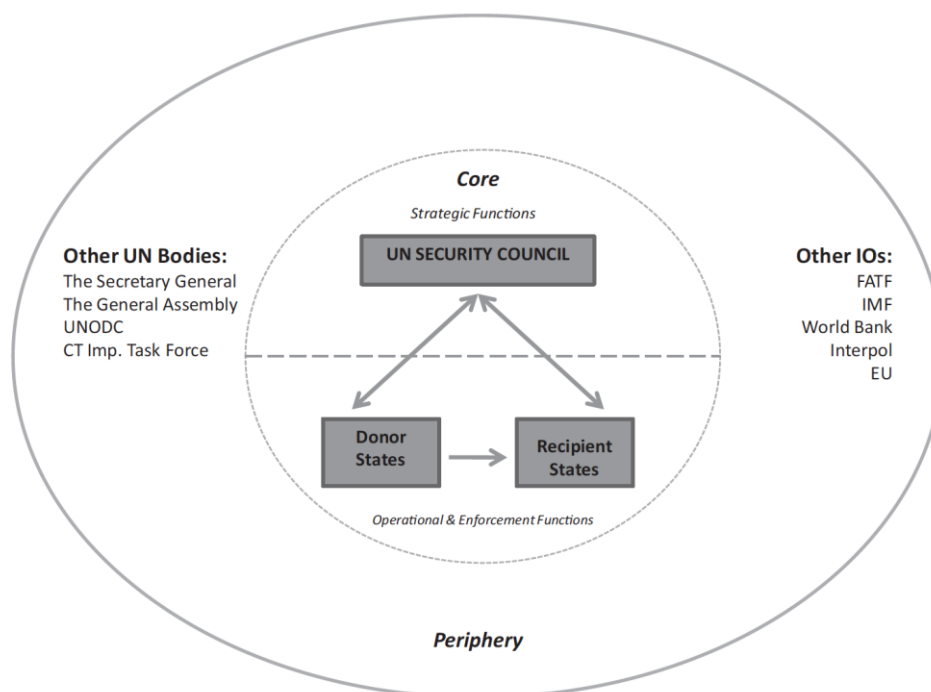 Core
Strategic Functions
UN SECURITY COUNCIL
Other UN Bodies:
The Secretary General
The General Assembly
UNODC
CT Imp. Task Force
Other IOs:
FATF
IMF
World Bank
Interpol
EU
Donor
States
Recipient
States
Operational & Enforcement Functions
Periphery